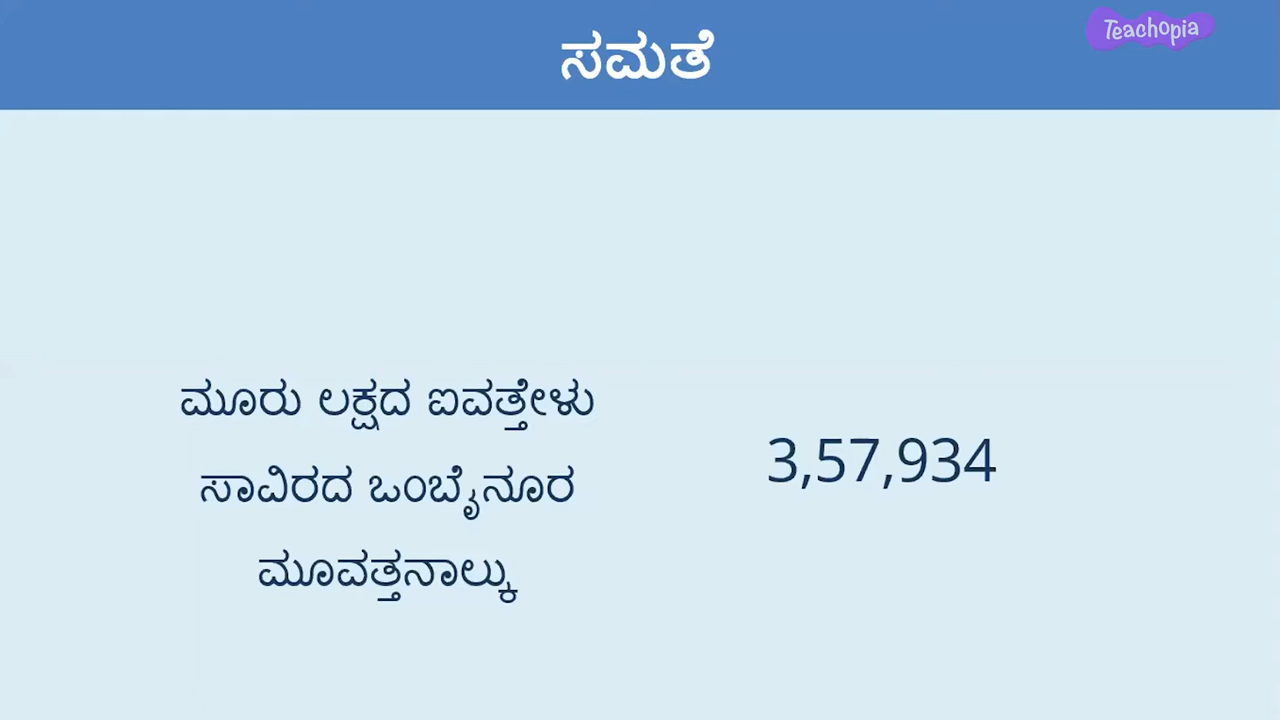 ಸಮತೆ
Teachopia
ಮೂರು ಲಕ್ಷದ ಐವತ್ತೇಳು
ಸಾವಿರದ ಒಂಬೈನೂರ
ಮೂವತ್ತನಾಲ್ಕು
3,57,934